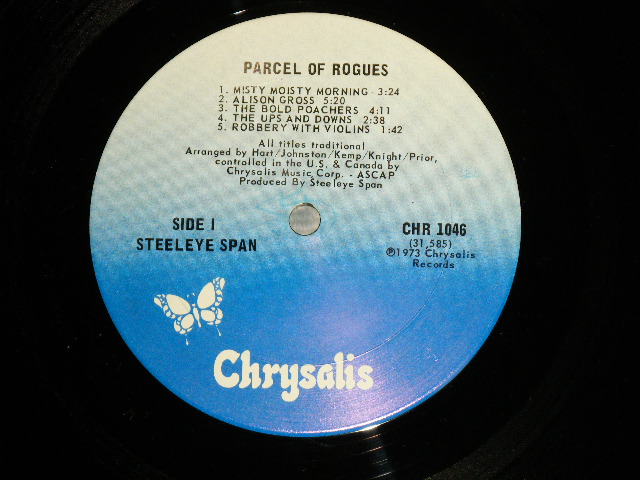 PARCEL OF ROGUES
1. MISTY MOISTY MORNING - 3:24
2. ALISON GROSS 5:20
3. THE BOLD POACHERS 4:11
4. THE UPS AND DOWNS 2:38
5. ROBBERY WITH VIOLINS 1:42
All titles traditional
Arranged by Hart/Johnston/Kemp/Knight/Prior,
controlled in the U.S. & Canada by
Chrysalis Music Corp. - ASCAP
Produced By Steeleye Span
SIDE I
STEELEYE SPAN
CHR 1046
(31,585)
℗1973 Chrysalis
Records
Chrysalis